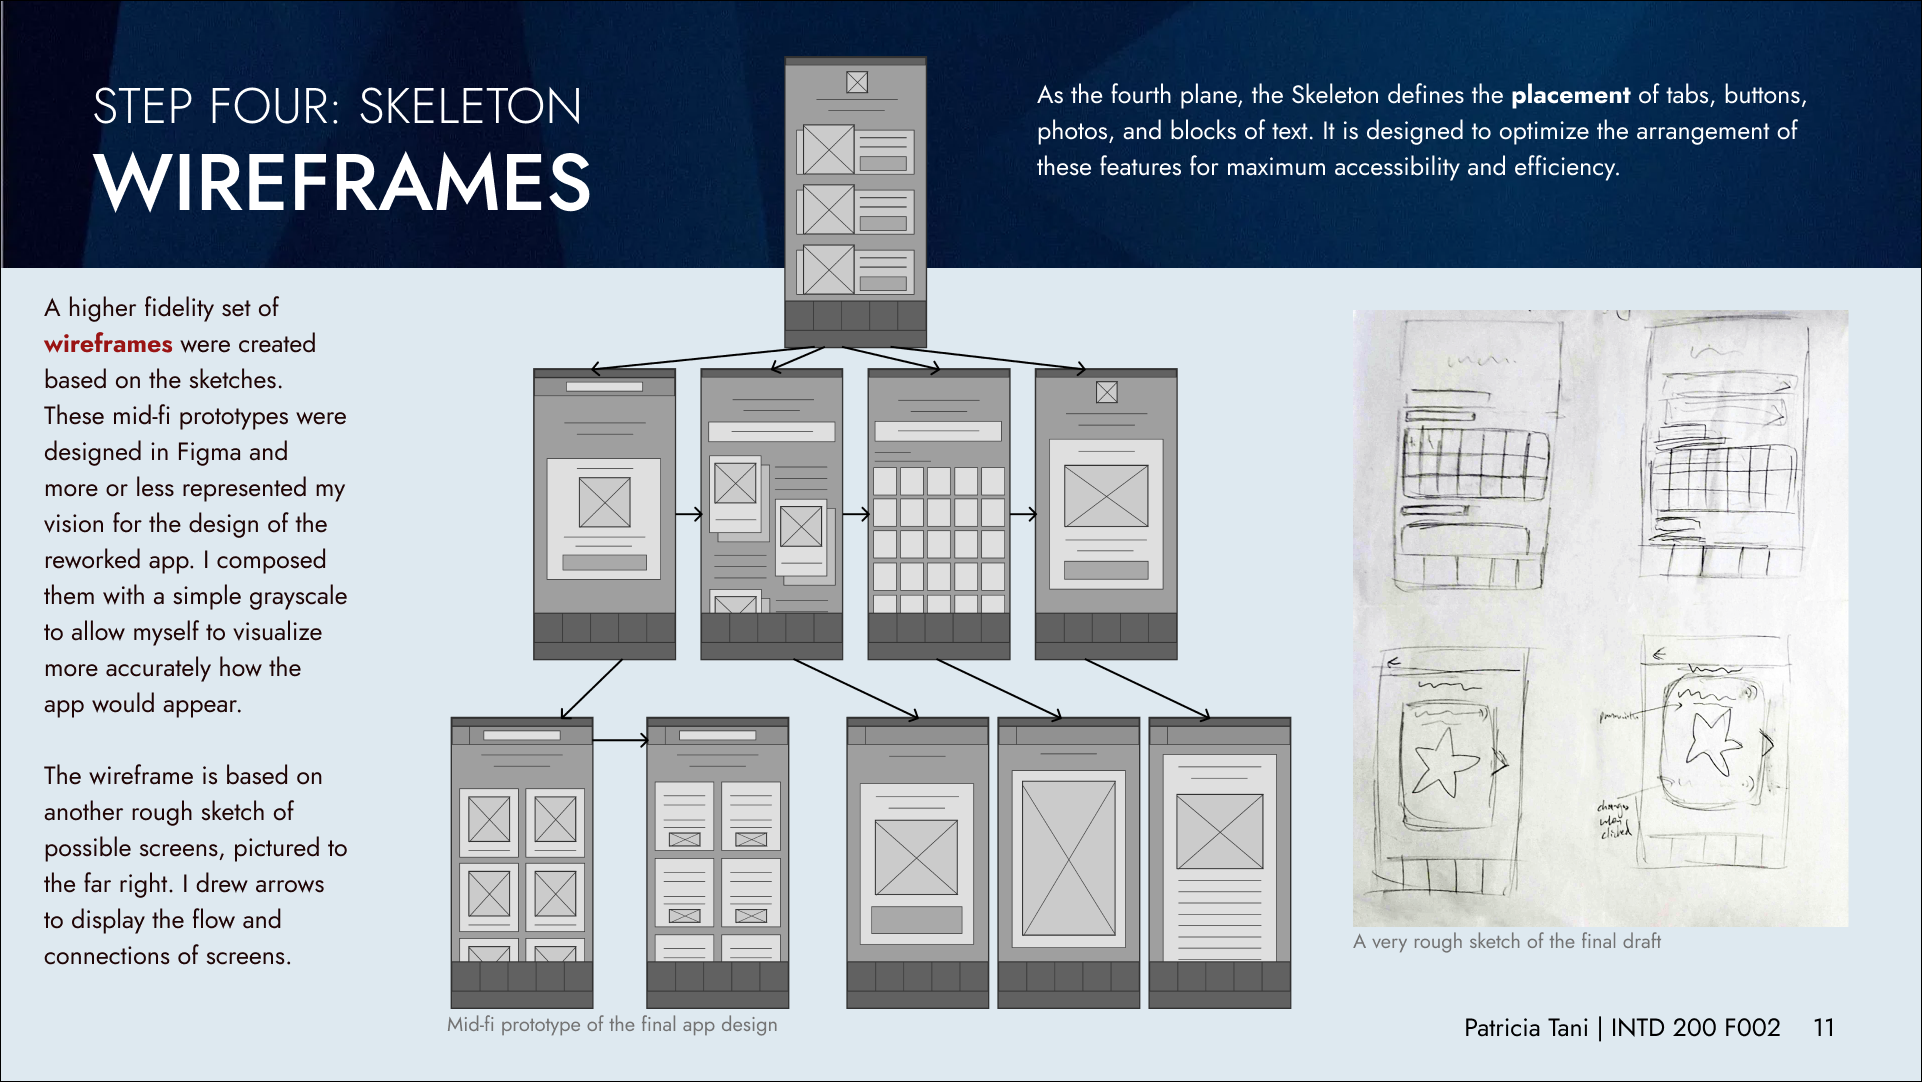 STEP FOUR: SKELETON
WIREFRAMES
As the fourth plane, the Skeleton defines the placement of tabs, buttons,
photos, and blocks of text. It is designed to optimize the arrangement of
these features for maximum accessibility and efficiency.
A higher fidelity set of
wireframes were created
based on the sketches.
These mid-fi prototypes were
designed in Figma and
more or less represented my
vision for the design of the
reworked app. I composed
them with a simple grayscale
to allow myself to visualize
more accurately how the
app would appear.
The wireframe is based on
another rough sketch of
possible screens, pictured to
the far right. I drew arrows
to display the flow and
connections of screens.
Mid-fi prototype of the final app design
changes
when
clicked
A very rough sketch of the final draft
Patricia Tani | INTD 200 F002 11